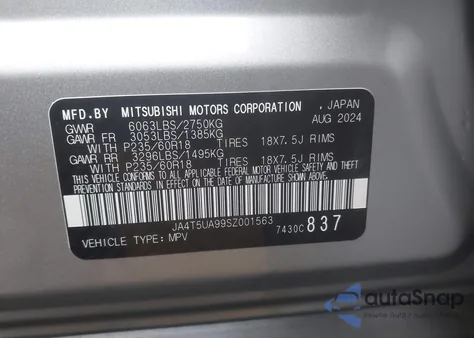 MFD.BY MITSUBISHI MOTORS CORPORATION , JAPAN
AUG 2024
GVWR 6063LBS/2750KG
GAWR FR 3053LBS/1385KG
WITH P235/60R18 TIRES 18X7.5J RIMS
GAWR RR 3296LBS/1495KG
WITH P235/60R18 TIRES 18X7.5J RIMS
THIS VEHICLE CONFORMS TO ALL APPLICABLE FEDERAL MOTOR VEHICLE SAFETY
AND THEFT PREVENTION STANDARDS IN EFFECT ON THE DATE OF MANUFACTURE
JA4T5UA99SZ001563
VEHICLE TYPE: MPV 7430C 837
autoSnap